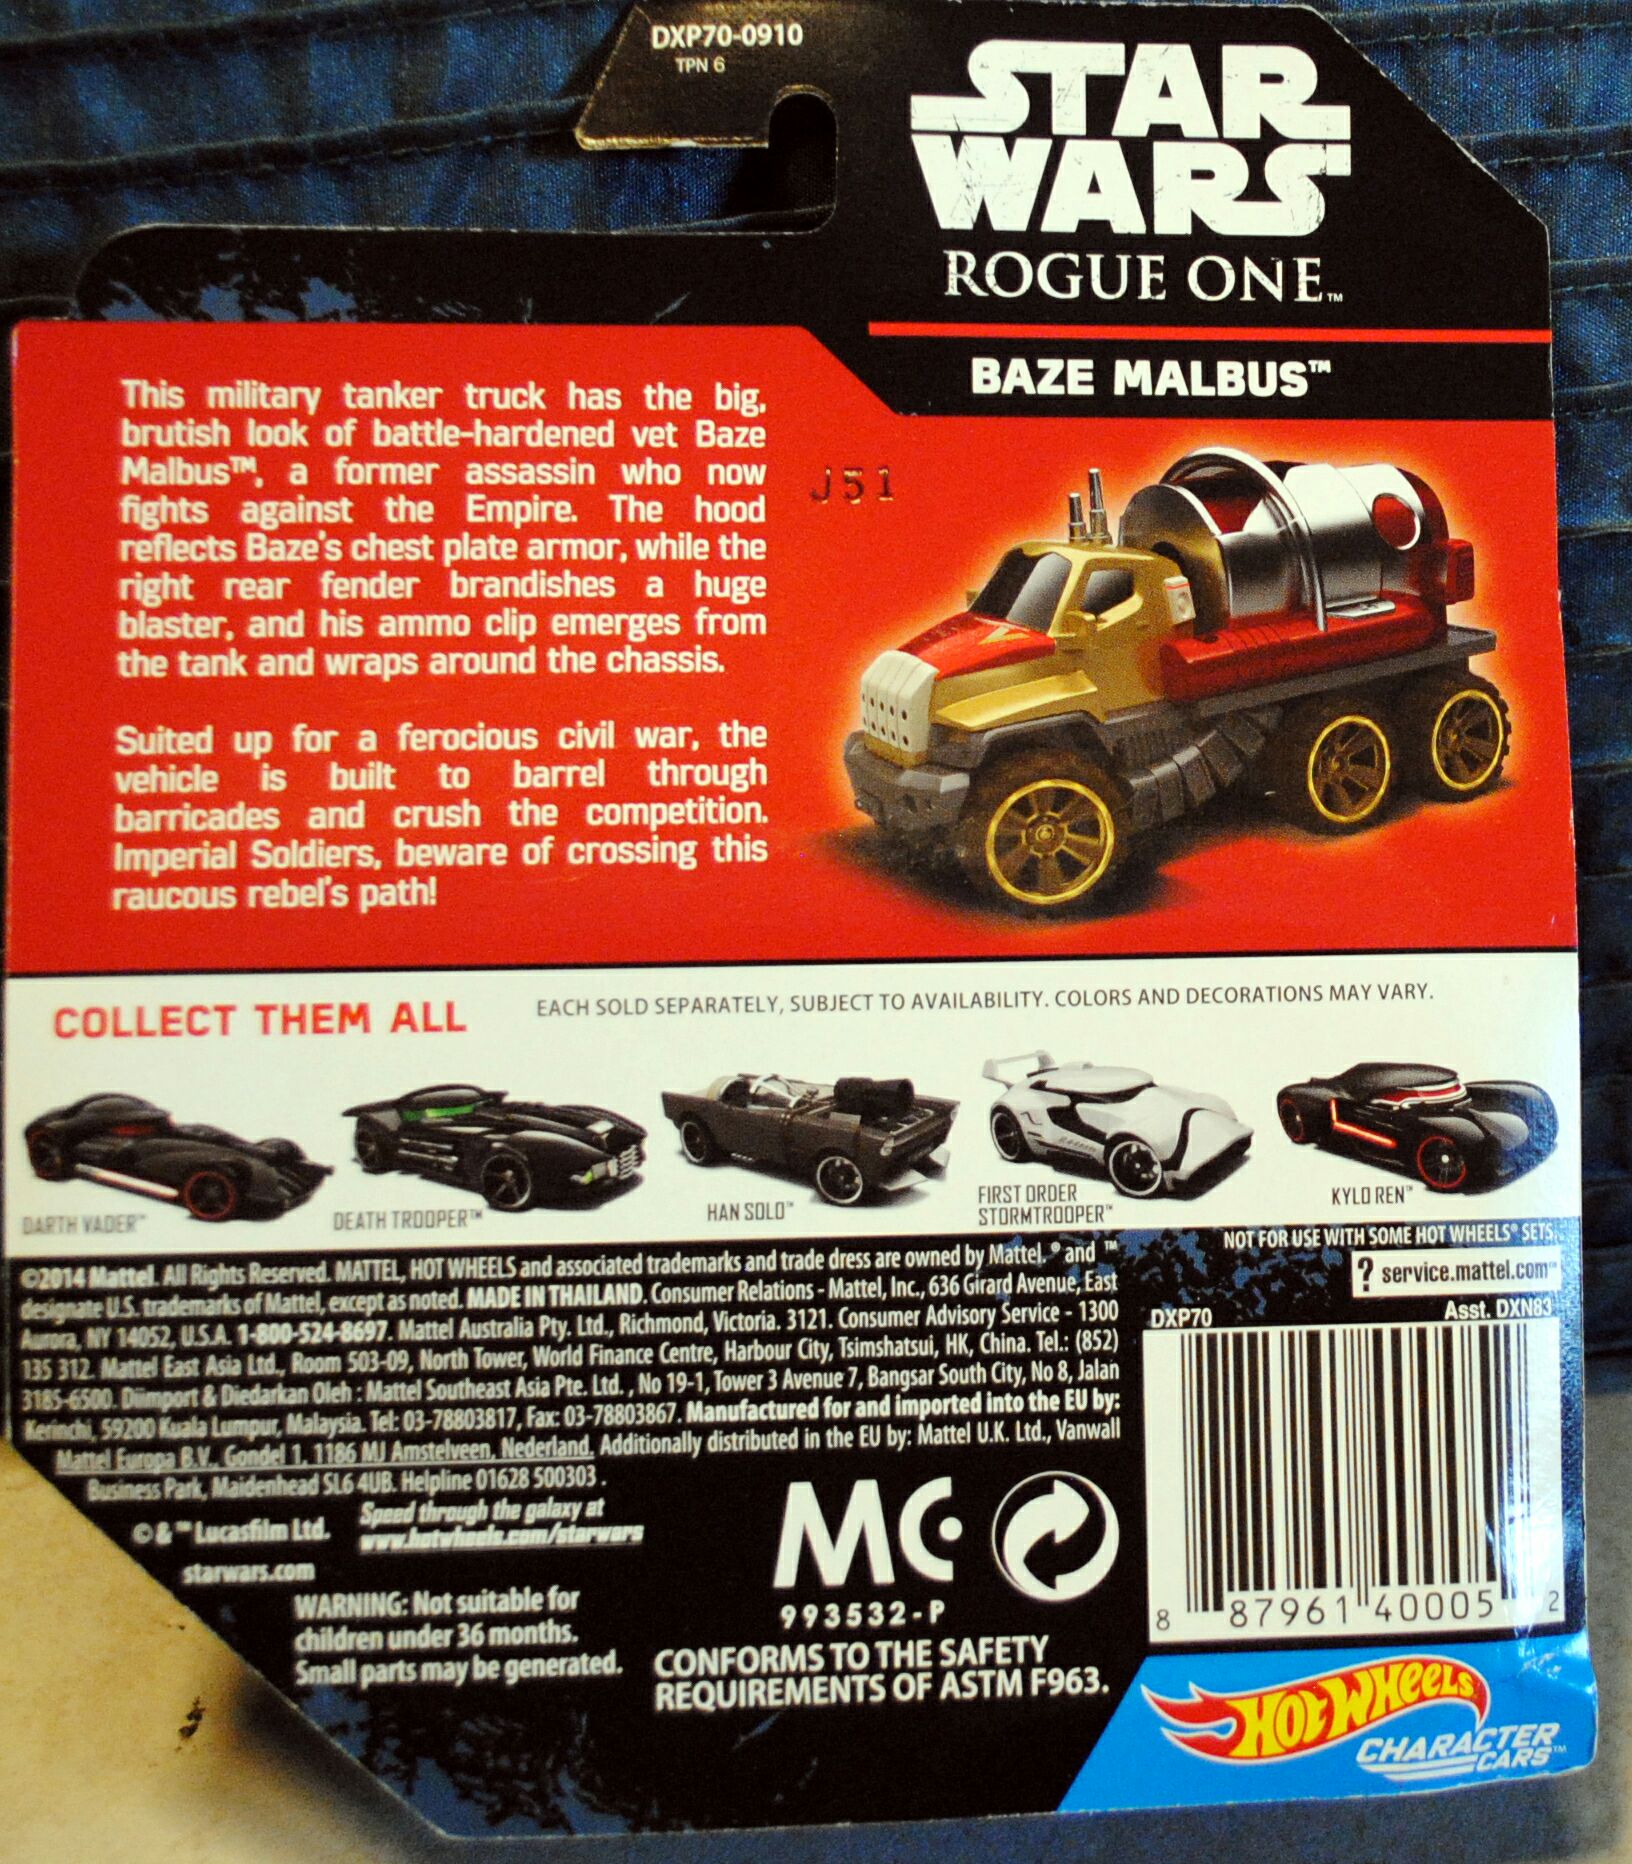 DXP70-0910
TPN 6
STAR
WARS
ROGUE ONE™
BAZE MALBUS™
This military tanker truck has the big,
brutish look of battle-hardened vet Baze
Malbus™, a former assassin who now
fights against the Empire. The hood
reflects Baze's chest plate armor, while the
right rear fender brandishes a huge
blaster, and his ammo clip emerges from
the tank and wraps around the chassis.
J51
Suited up for a ferocious civil war, the
vehicle is built to barrel through
barricades and crush the competition.
Imperial Soldiers, beware of crossing this
raucous rebel's path!
COLLECT THEM ALL
EACH SOLD SEPARATELY, SUBJECT TO AVAILABILITY. COLORS AND DECORATIONS MAY VARY.
DARTH VADER™
DEATH TROOPER™
HAN SOLO™
FIRST ORDER
STORMTROOPER™
KYLO REN™
NOT FOR USE WITH SOME HOT WHEELS® SETS.
©2014 Mattel. All Rights Reserved. MATTEL, HOT WHEELS and associated trademarks and trade dress are owned by Mattel. ® and ™
designate U.S. trademarks of Mattel, except as noted. MADE IN THAILAND. Consumer Relations - Mattel, Inc., 636 Girard Avenue, East
Aurora, NY 14052, U.S.A. 1-800-524-8697. Mattel Australia Pty. Ltd., Richmond, Victoria. 3121. Consumer Advisory Service - 1300
135 312. Mattel East Asia Ltd., Room 503-09, North Tower, World Finance Centre, Harbour City, Tsimshatsui, HK, China. Tel.: (852)
3185-6500. Diimport & Diedarkan Oleh : Mattel Southeast Asia Pte. Ltd., No 19-1, Tower 3 Avenue 7, Bangsar South City, No 8, Jalan
Kerinchi, 59200 Kuala Lumpur, Malaysia. Tel: 03-78803817, Fax: 03-78803867. Manufactured for and imported into the EU by:
Mattel Europa B.V., Gondel 1, 1186 MJ Amstelveen, Nederland. Additionally distributed in the EU by: Mattel U.K. Ltd., Vanwall
Business Park, Maidenhead SL6 4UB. Helpline 01628 500303.
? service.mattel.com™
DXP70
Asst. DXN83
8 87961 40005 2
© & ™ Lucasfilm Ltd.
starwars.com
Speed through the galaxy at
www.hotwheels.com/starwars
WARNING: Not suitable for
children under 36 months.
Small parts may be generated.
MC
993532-P
CONFORMS TO THE SAFETY
REQUIREMENTS OF ASTM F963.
HOT WHEELS
CHARACTER
CARS™